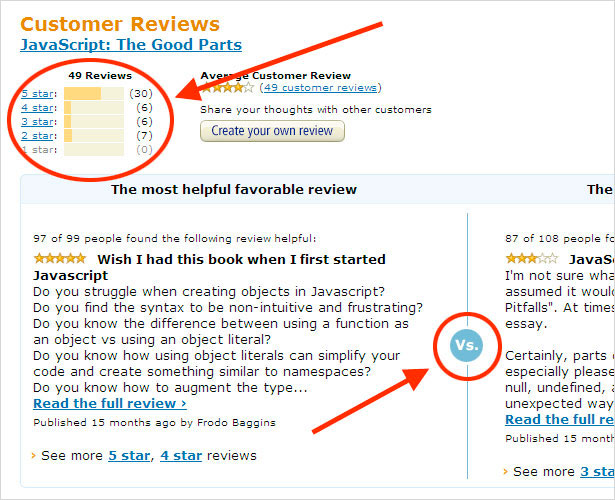 Customer Reviews
JavaScript: The Good Parts
49 Reviews
5 star: (30)
4 star: (6)
3 star: (6)
2 star: (7)
1 star: (0)
Average Customer Review
(49 customer reviews)
Share your thoughts with other customers
Create your own review
The most helpful favorable review
97 of 99 people found the following review helpful:
Wish I had this book when I first started
Javascript
Do you struggle when creating objects in Javascript?
Do you find the syntax to be non-intuitive and frustrating?
Do you know the difference between using a function as
an object vs using an object literal?
Do you know how using object literals can simplify your
code and create something similar to namespaces?
Do you know how to augment the type...
Read the full review ›
Published 15 months ago by Frodo Baggins
› See more 5 star, 4 star reviews
Vs.
The
87 of 108 people fo
JavaS
I'm not sure wha
assumed it would
Pitfalls". At times
essay.
Certainly, parts
especially please
null, undefined,
unexpected way
Read the full re
Published 15 month
› See more 3 sta